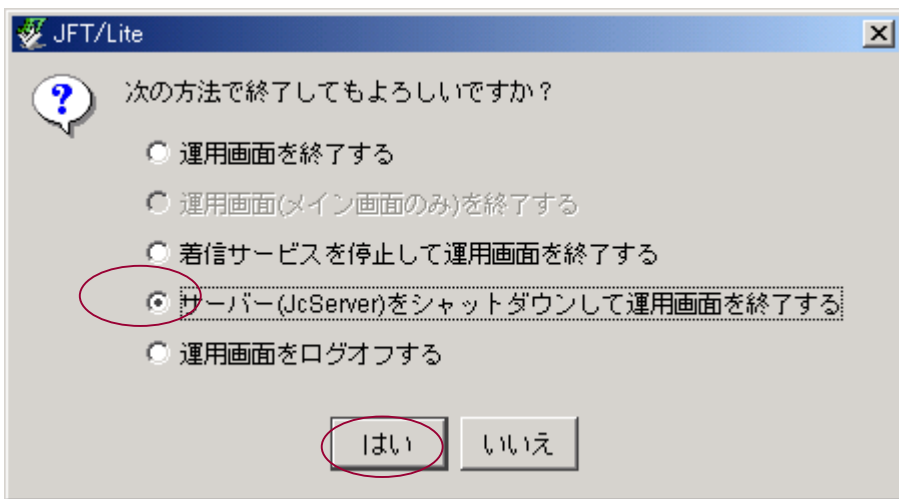 JFT/Lite
次の方法で終了してもよろしいですか？
運用画面を終了する
運用画面(メイン画面のみ)を終了する
着信サービスを停止して運用画面を終了する
サーバー(JcServer)をシャットダウンして運用画面を終了する
運用画面をログオフする
はい いいえ